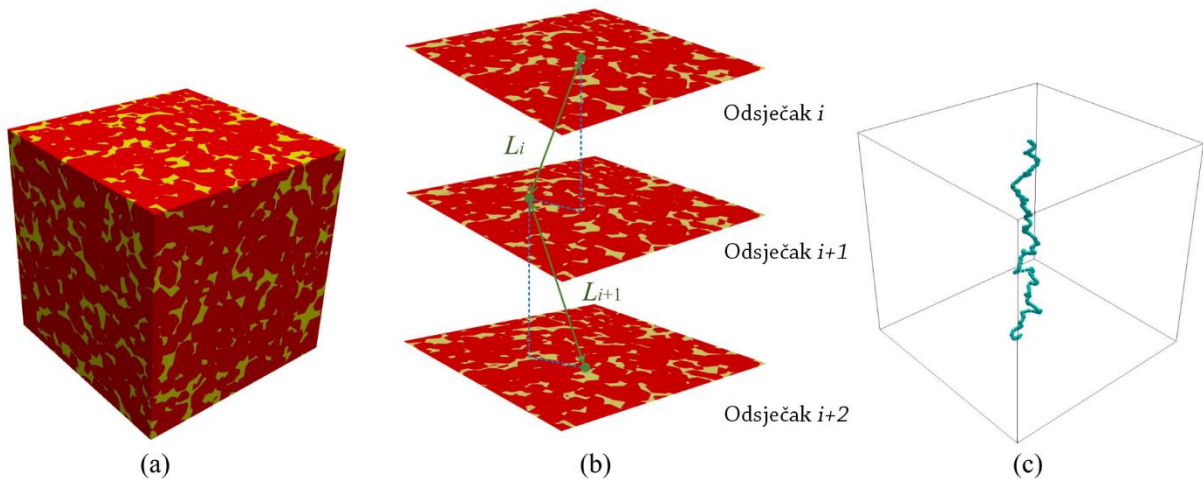 Odsječak i
Lᵢ
Odsječak i+1
Lᵢ₊₁
Odsječak i+2
(a)
(b)
(c)